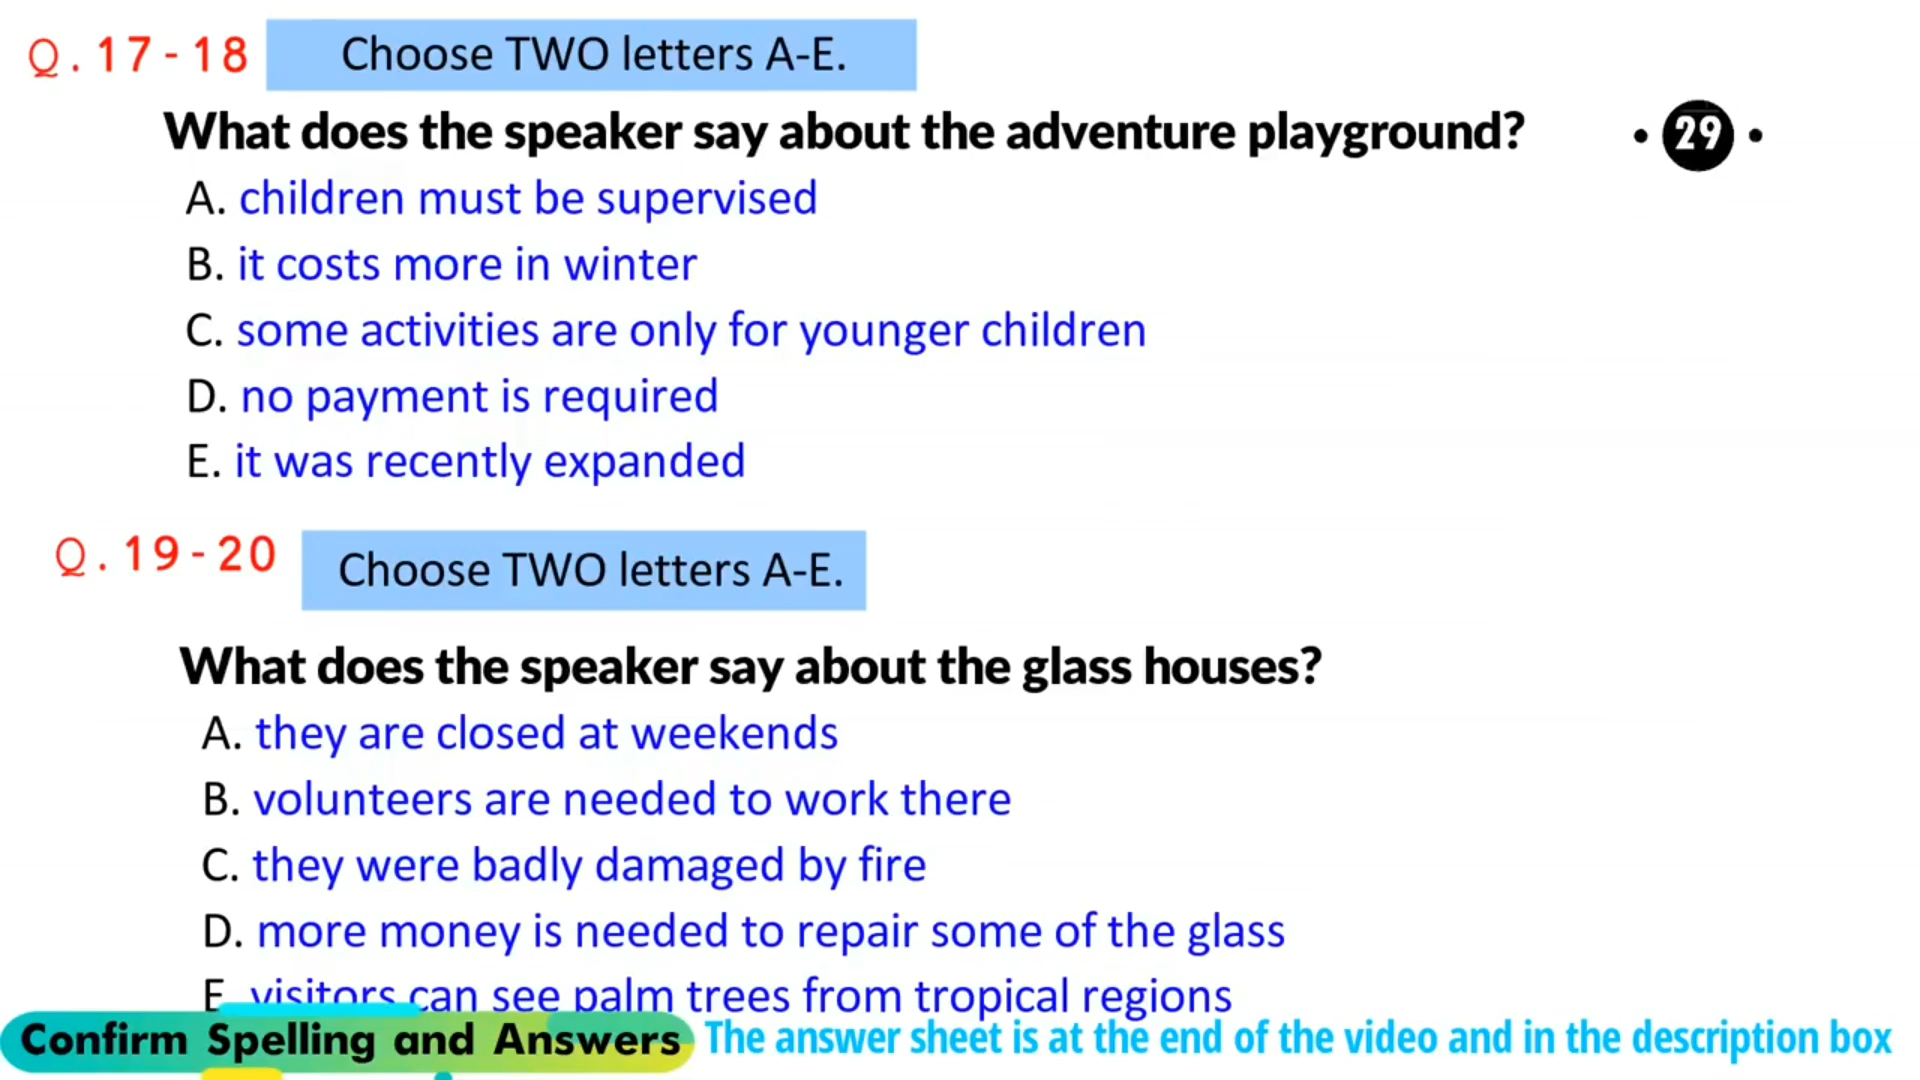 Q.17-18 Choose TWO letters A-E.
What does the speaker say about the adventure playground? • 29 •
A. children must be supervised
B. it costs more in winter
C. some activities are only for younger children
D. no payment is required
E. it was recently expanded
Q.19-20 Choose TWO letters A-E.
What does the speaker say about the glass houses?
A. they are closed at weekends
B. volunteers are needed to work there
C. they were badly damaged by fire
D. more money is needed to repair some of the glass
E. visitors can see palm trees from tropical regions
Confirm Spelling and Answers The answer sheet is at the end of the video and in the description box